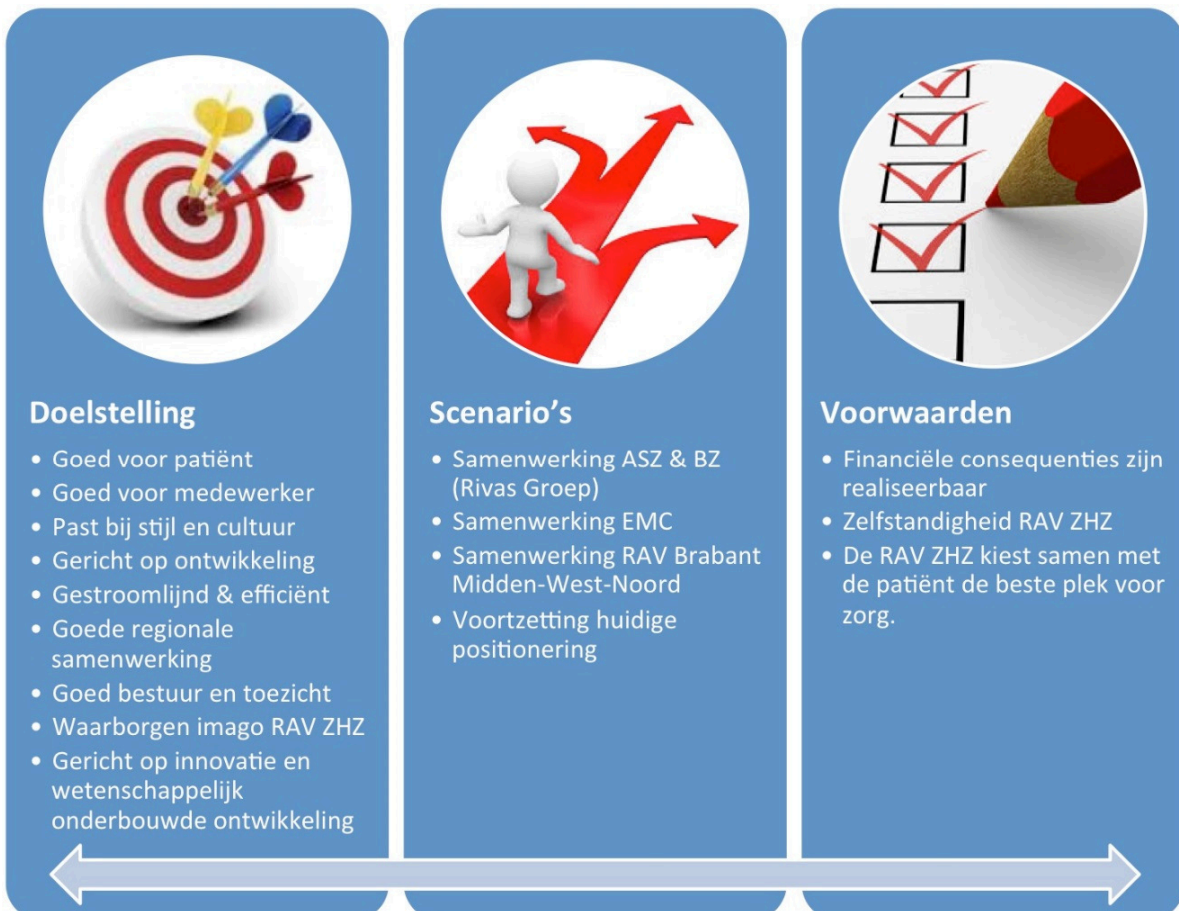 Doelstelling
• Goed voor patiënt
• Goed voor medewerker
• Past bij stijl en cultuur
• Gericht op ontwikkeling
• Gestroomlijnd & efficiënt
• Goede regionale
samenwerking
• Goed bestuur en toezicht
• Waarborgen imago RAV ZHZ
• Gericht op innovatie en
wetenschappelijk
onderbouwde ontwikkeling
Scenario’s
• Samenwerking ASZ & BZ
(Rivas Groep)
• Samenwerking EMC
• Samenwerking RAV Brabant
Midden-West-Noord
• Voortzetting huidige
positionering
Voorwaarden
• Financiële consequenties zijn
realiseerbaar
• Zelfstandigheid RAV ZHZ
• De RAV ZHZ kiest samen met
de patiënt de beste plek voor
zorg.